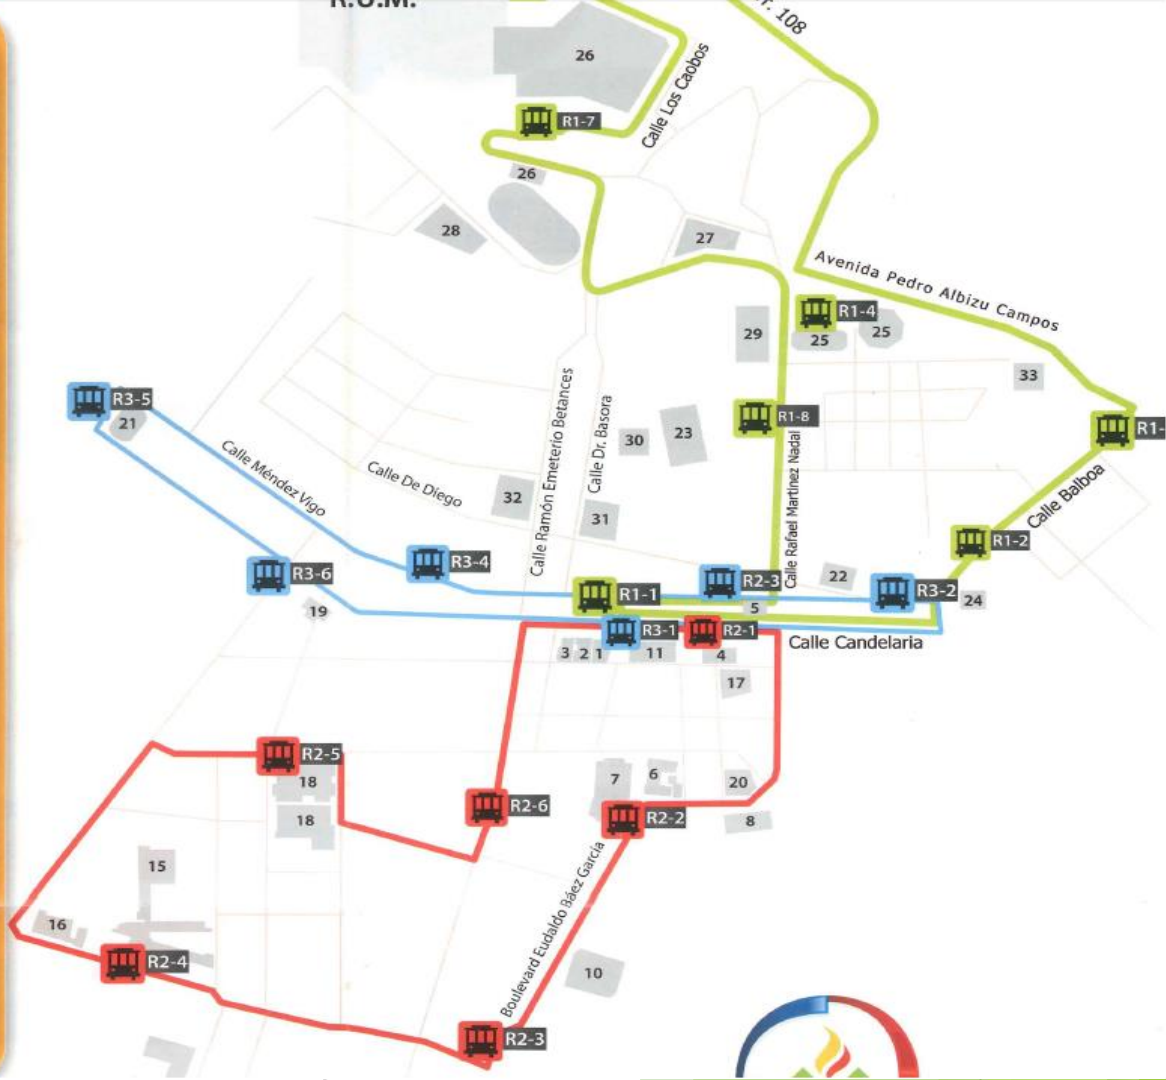 R.U.M.
r. 108
26
Calle Los Caobos
R1-7
26
28
27
Avenida Pedro Albizu Campos
R1-4
25
25
29
33
R3-5
21
R1-8
R1-
30
23
Calle Ramón Emeterio Betances
Calle Dr. Basora
Calle Méndez Vigo
Calle De Diego
Calle Rafael Martínez Nadal
Calle Balboa
32
31
R1-2
R3-4
R3-6
R2-3
22
R3-2
24
R1-1
5
19
R3-1
R2-1
Calle Candelaria
3
2
1
11
4
17
R2-5
18
7
6
20
R2-6
R2-2
18
8
15
Boulevard Eudaldo Báez García
16
R2-4
10
R2-3